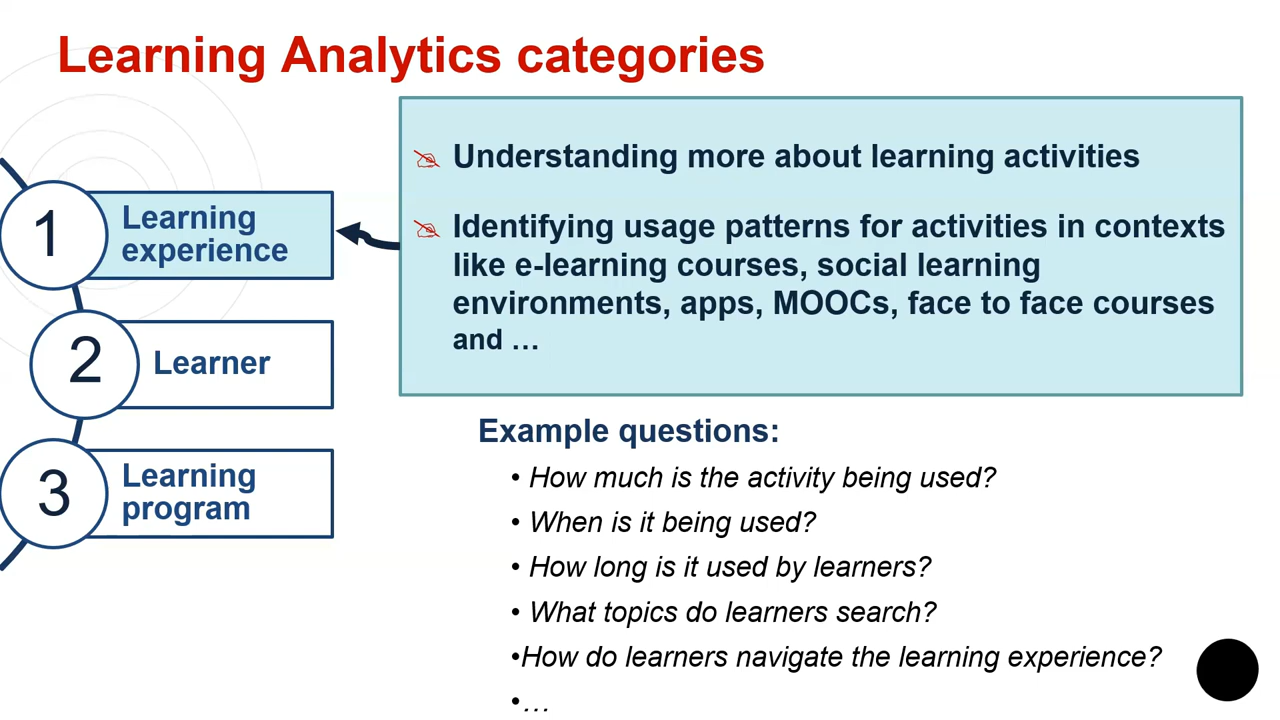 Learning Analytics categories
1
Learning
experience
2
Learner
3
Learning
program
Understanding more about learning activities
Identifying usage patterns for activities in contexts
like e-learning courses, social learning
environments, apps, MOOCs, face to face courses
and …
Example questions:
• How much is the activity being used?
• When is it being used?
• How long is it used by learners?
• What topics do learners search?
•How do learners navigate the learning experience?
•…